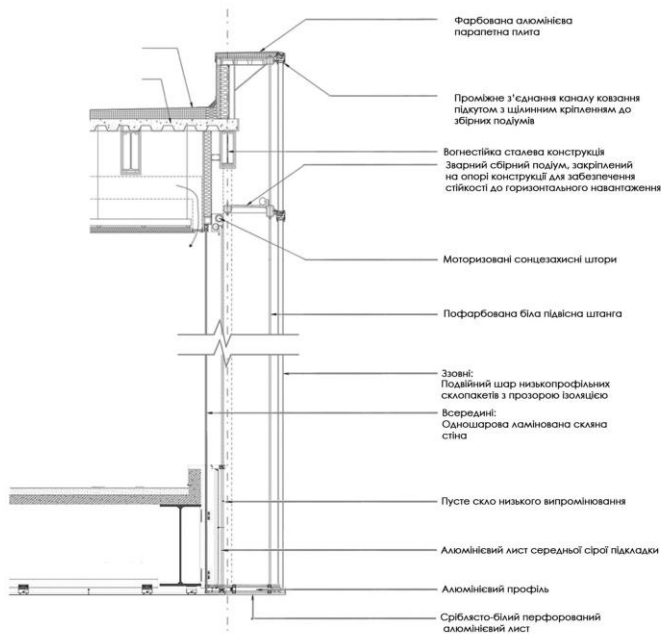 Фарбована алюмінієва
парапетна плита
Проміжне з’єднання каналу ковзання
підкутом з щілинним кріпленням до
збірних подіумів
Вогнестійка сталева конструкція
Зварний сбірний подіум, закріплений
на опорі конструкції для забезпечення
стійкості до горизонтального навантаження
Моторизовані сонцезахисні штори
Пофарбована біла підвісна штанга
Ззовні:
Подвійний шар низькопрофільних
склопакетів з прозорою ізоляцією
Всередині:
Одношарова ламінована скляна
стіна
Пусте скло низького випромінювання
Алюмінієвий лист середньої сірої підкладки
Алюмінієвий профіль
Сріблясто-білий перфорований
алюмінієвий лист